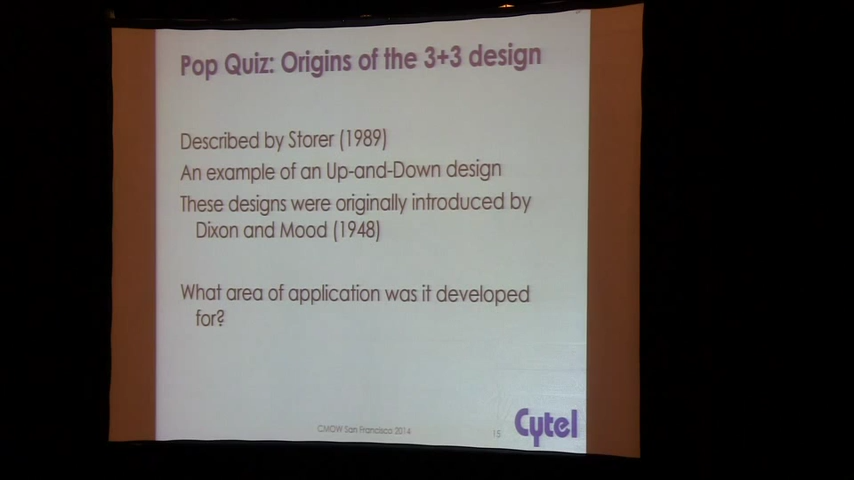 Pop Quiz: Origins of the 3+3 design
Described by Storer (1989)
An example of an Up-and-Down design
These designs were originally introduced by
Dixon and Mood (1948)
What area of application was it developed
for?
CMOW San Francisco 2014
15
Cytel